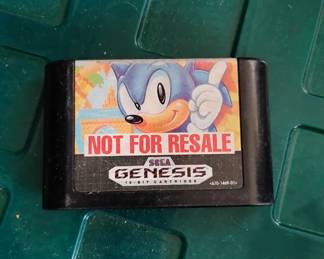 NOT FOR RESALE
SEGA
GENESIS
16-BIT CARTRIDGE